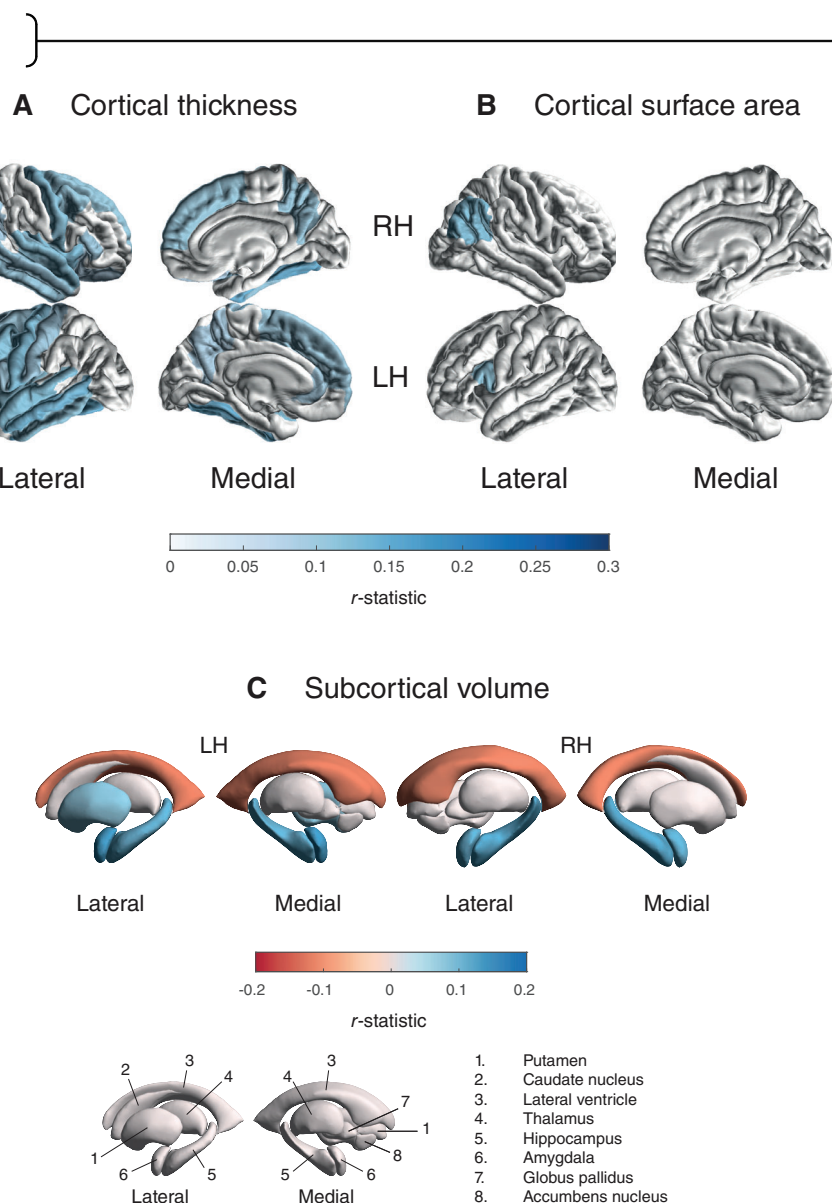 A Cortical thickness
B Cortical surface area
RH
LH
Lateral
Medial
Lateral
Medial
0 0.05 0.1 0.15 0.2 0.25 0.3
r-statistic
C Subcortical volume
LH
RH
Lateral
Medial
Lateral
Medial
-0.2 -0.1 0 0.1 0.2
r-statistic
2
3
4
1
6
5
Lateral
4
3
7
1
8
5
6
Medial
1. Putamen
2. Caudate nucleus
3. Lateral ventricle
4. Thalamus
5. Hippocampus
6. Amygdala
7. Globus pallidus
8. Accumbens nucleus